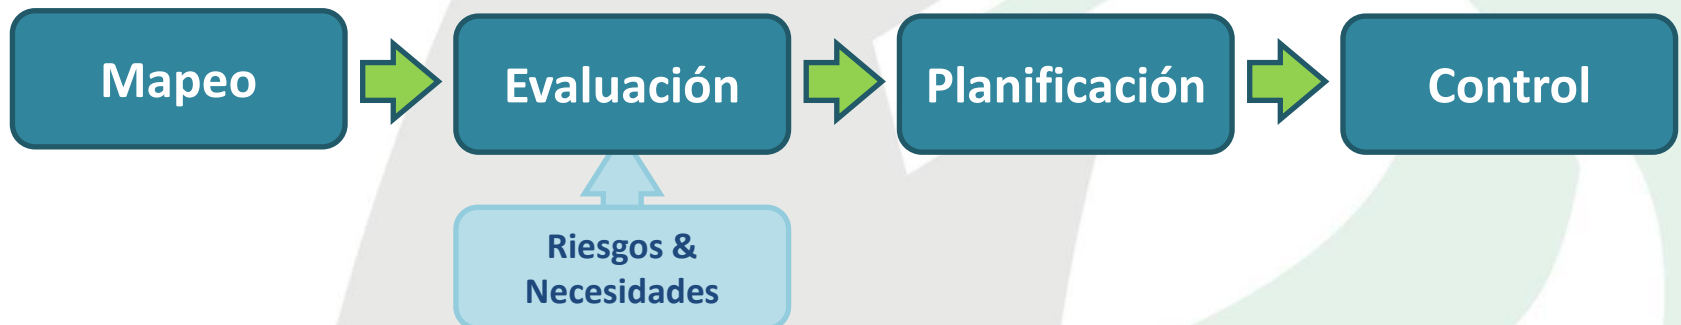 Mapeo
Evaluación
Planificación
Control
Riesgos &
Necesidades